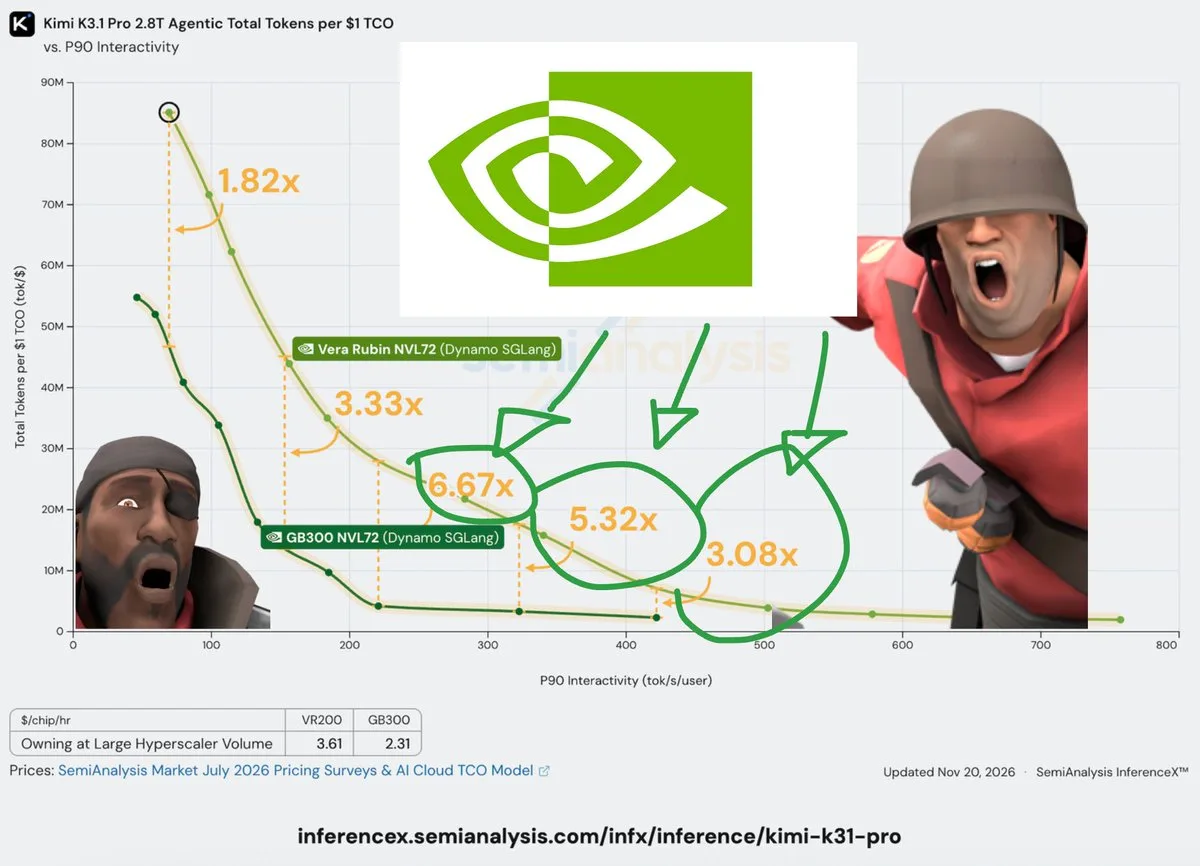 Kimi K3.1 Pro 2.8T Agentic Total Tokens per $1 TCO
vs. P90 Interactivity
Total Tokens per $1 TCO (tok/$)
90M
80M
70M
60M
50M
40M
30M
20M
10M
0
1.82x
3.33x
6.67x
5.32x
3.08x
Vera Rubin NVL72 (Dynamo SGLang)
GB300 NVL72 (Dynamo SGLang)
SemiAnalysis
0 100 200 300 400 500 600 700 800
P90 Interactivity (tok/s/user)
$/chip/hr VR200 GB300
Owning at Large Hyperscaler Volume 3.61 2.31
Prices: SemiAnalysis Market July 2026 Pricing Surveys & AI Cloud TCO Model
Updated Nov 20, 2026 · SemiAnalysis InferenceX™
inferencex.semianalysis.com/infx/inference/kimi-k31-pro